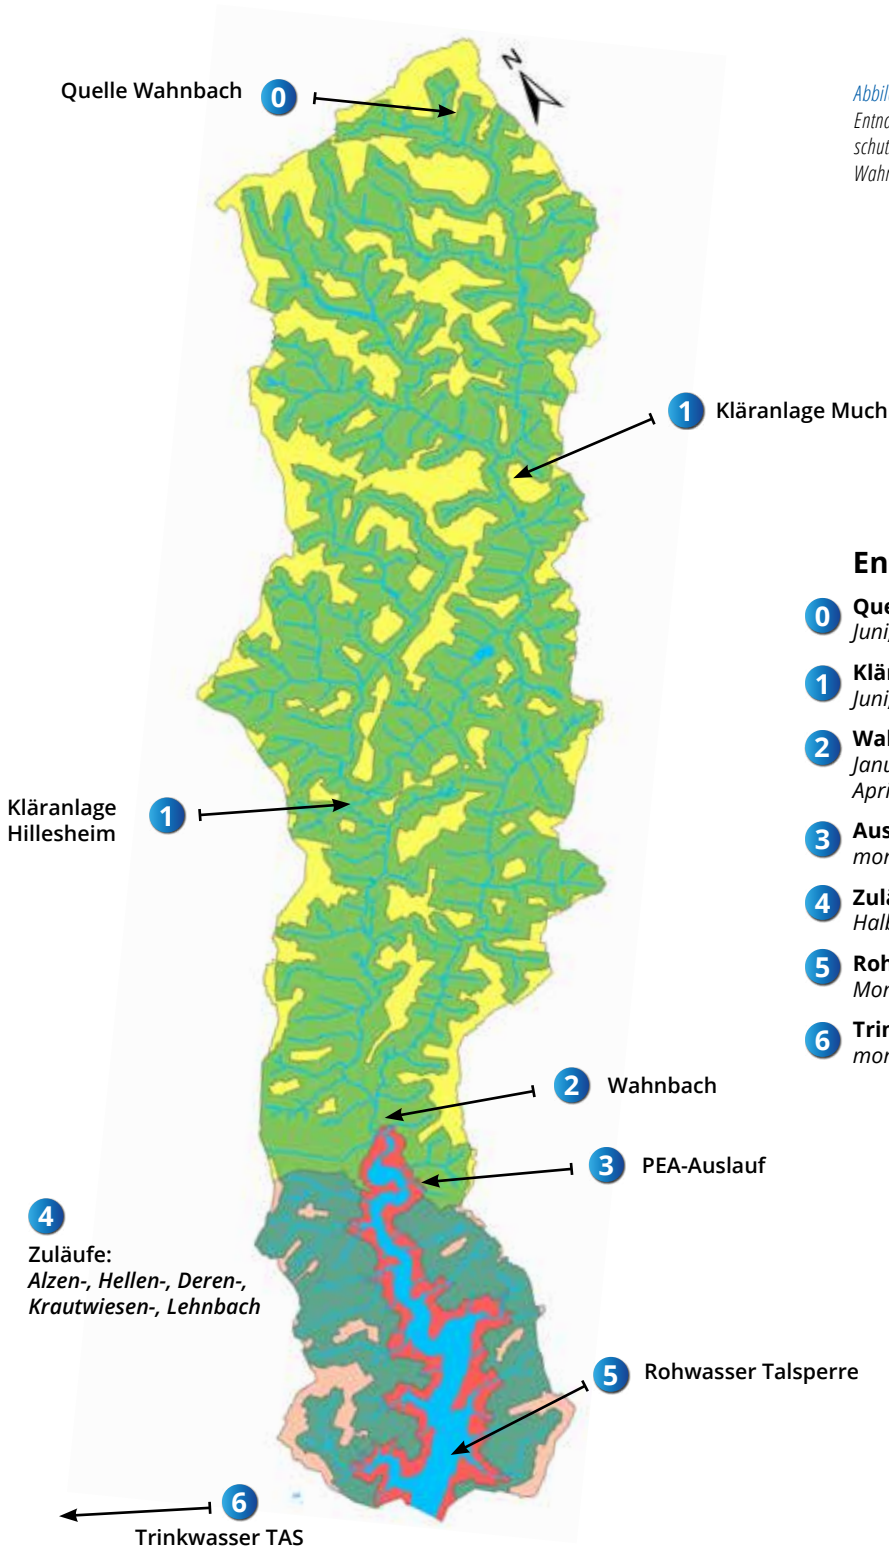 Quelle Wahnbach 0
N
1 Kläranlage Much
Kläranlage
Hillesheim
1
2 Wahnbach
3 PEA-Auslauf
4
Zuläufe:
Alzen-, Hellen-, Deren-,
Krautwiesen-, Lehnbach
5 Rohwasser Talsperre
6
Trinkwasser TAS
0
1
2
3
4
5
6